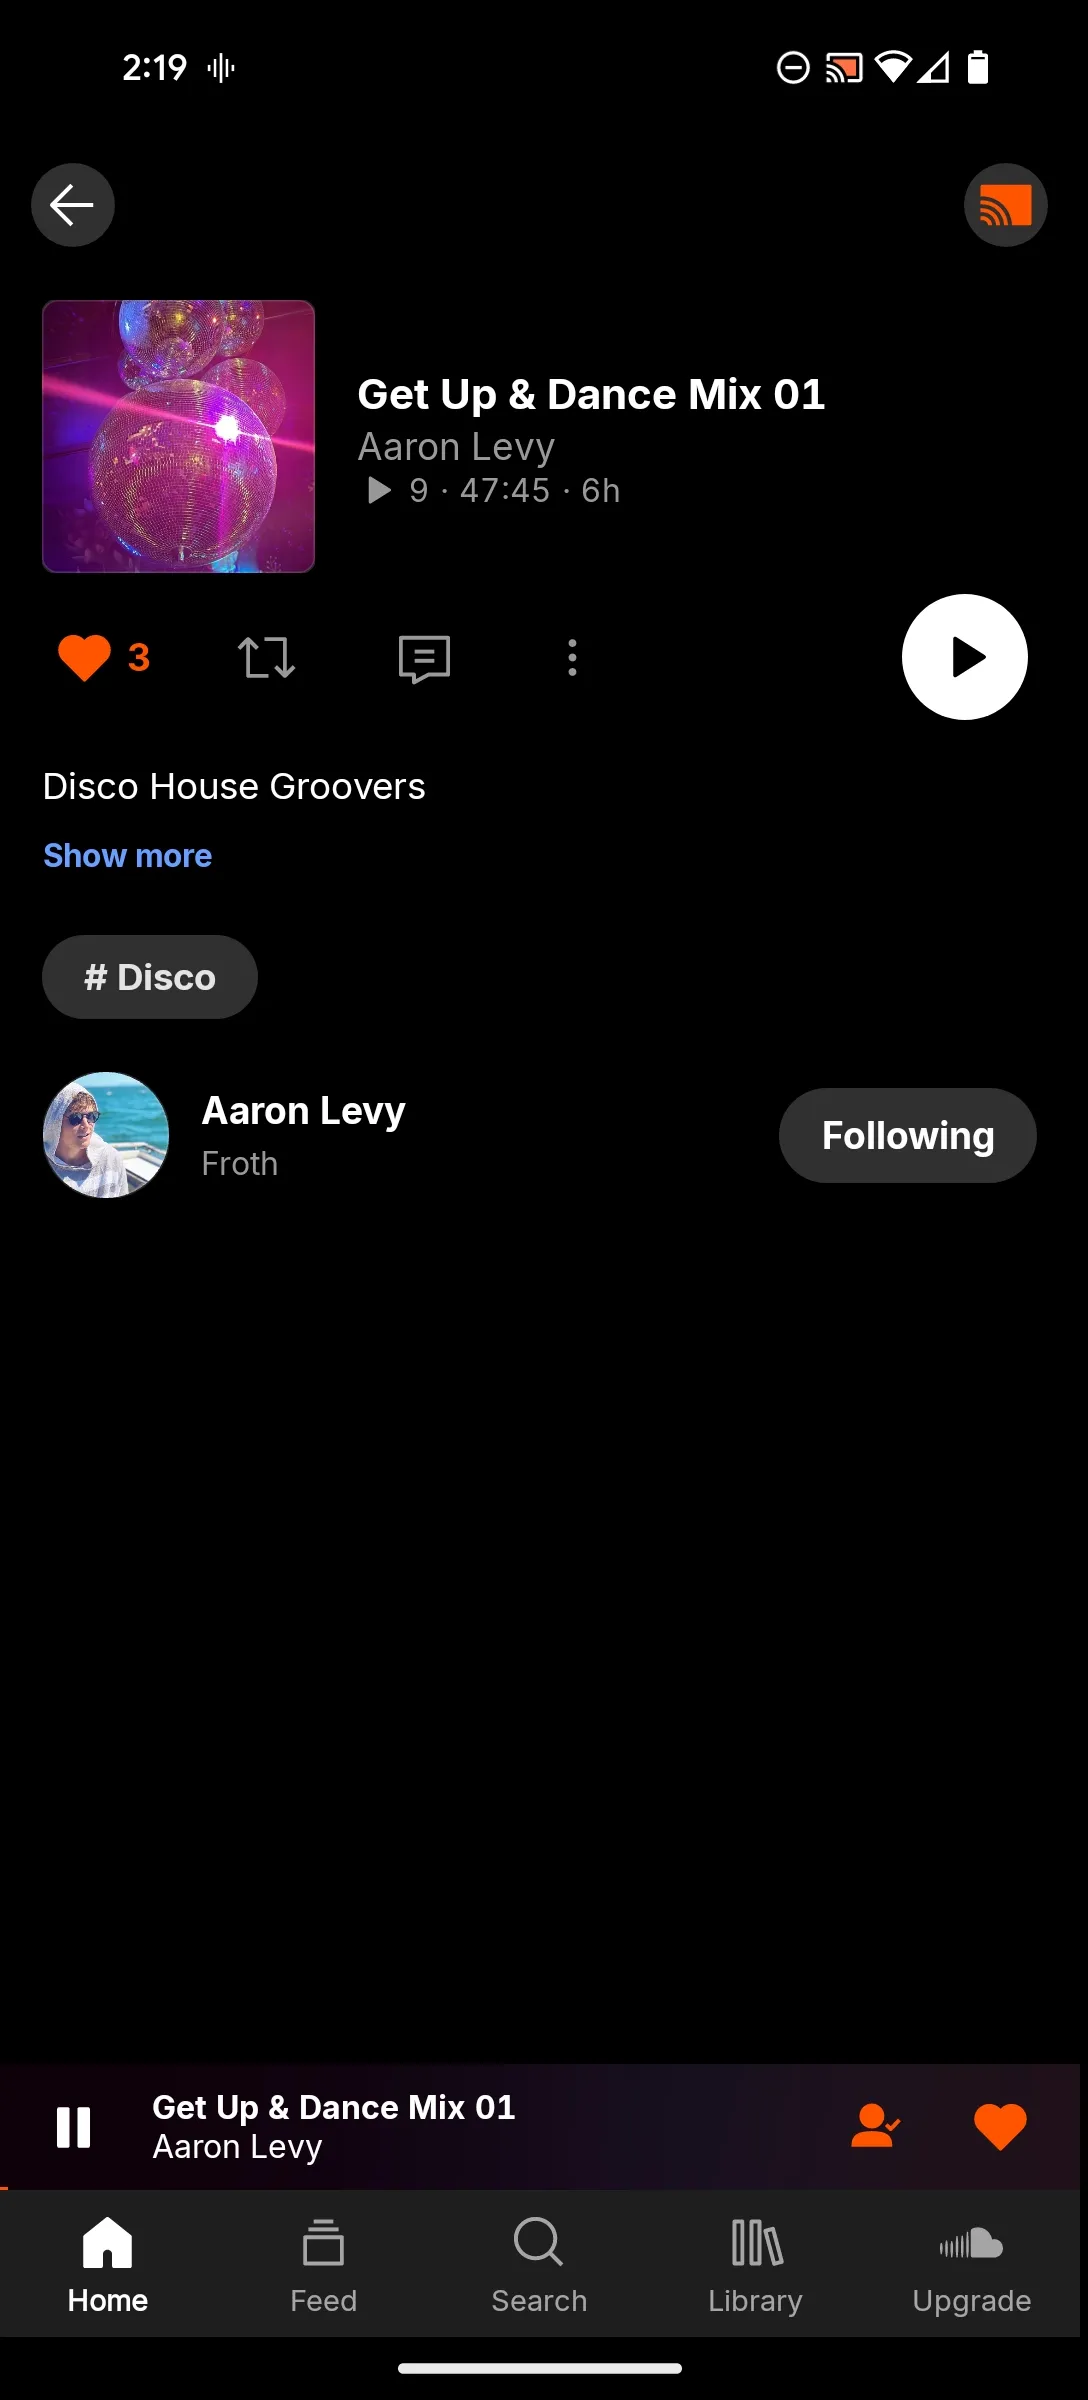 2:19
Get Up & Dance Mix 01
Aaron Levy
9 · 47:45 · 6h
3
Disco House Groovers
Show more
# Disco
Aaron Levy
Froth
Following
Get Up & Dance Mix 01
Aaron Levy
Home
Feed
Search
Library
Upgrade